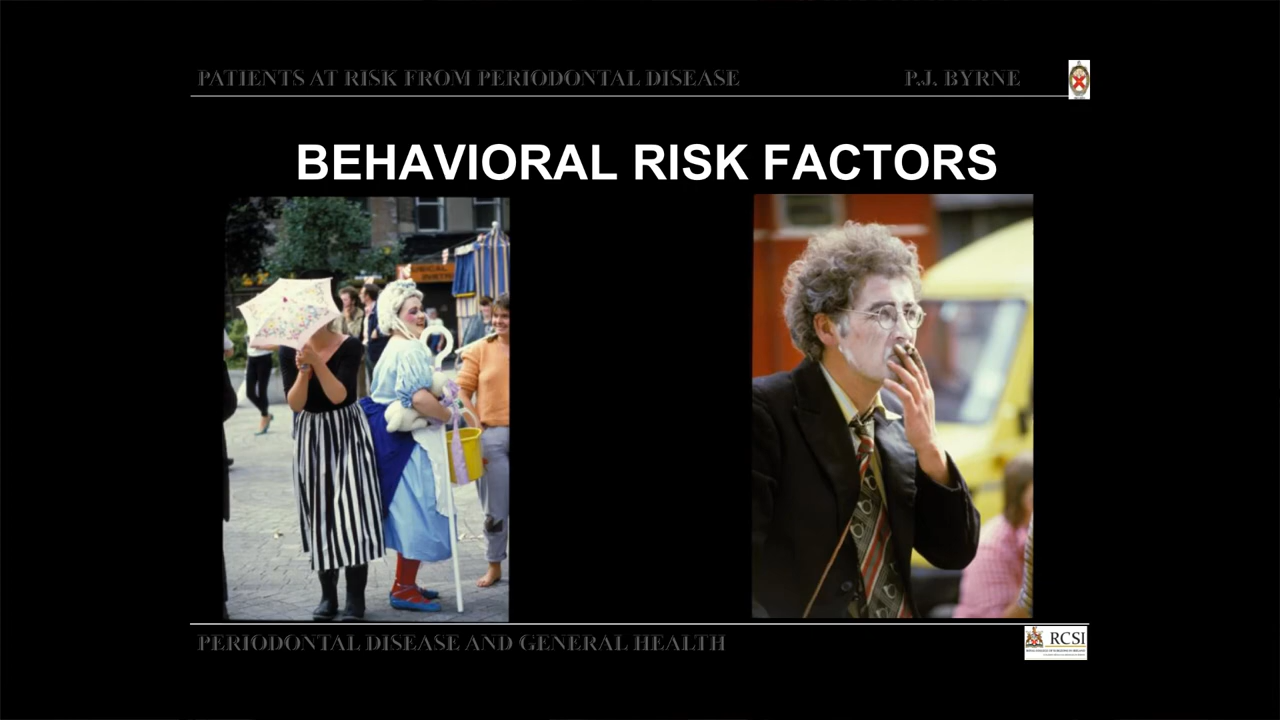 PATIENTS AT RISK FROM PERIODONTAL DISEASE P.J. BYRNE
BEHAVIORAL RISK FACTORS
PERIODONTAL DISEASE AND GENERAL HEALTH
RCSI